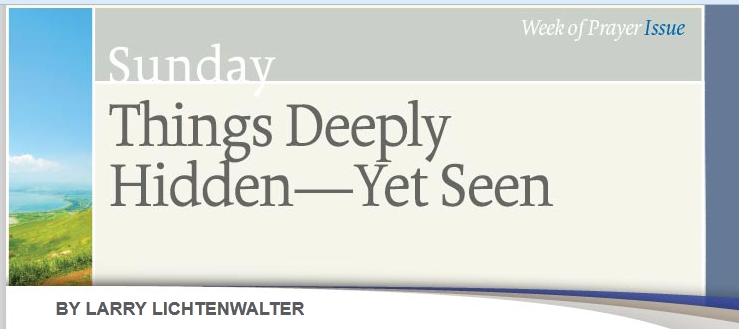 Week of Prayer Issue
Sunday
Things Deeply
Hidden—Yet Seen
BY LARRY LICHTENWALTER